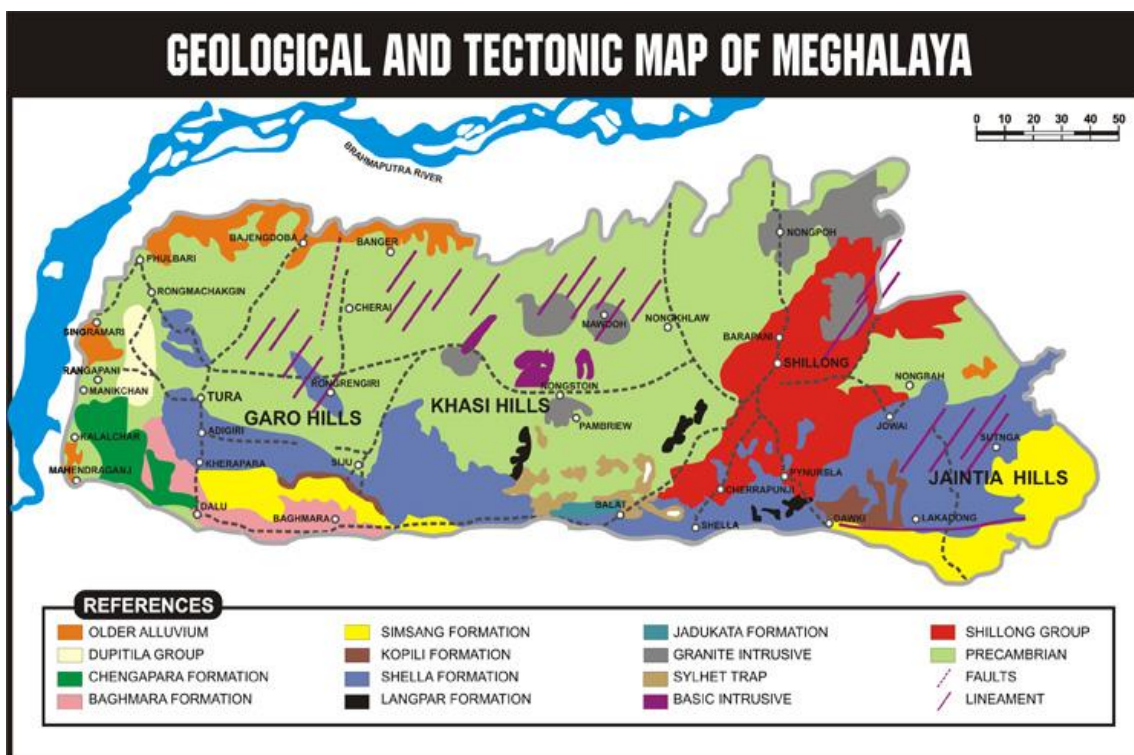 GEOLOGICAL AND TECTONIC MAP OF MEGHALAYA
0 10 20 30 40 50
BRAHMAPUTRA RIVER
NONGPOH
BAJENGDOBA
BANGER
PHULBARI
RONGMACHAKGIN
CHERAI
SINGRAMARI
MAWDOH
NONGKHLAW
BARAPANI
SHILLONG
RANGAPANI
MANIKCHAN
TURA
RONGRENGIRI
NONGSTOIN
NONGBAH
GARO HILLS
KHASI HILLS
PAMBRIEW
JOWAI
KALALCHAR
ADIGIRI
SUTNGA
MAHENDRAGANJ
KHERAPARA
SIJU
CHERRAPUNJI
JAINTIA HILLS
DALU
BAGHMARA
BALAT
SHELLA
DAWKI
LAKADONG
REFERENCES
OLDER ALLUVIUM
DUPITILA GROUP
CHENGAPARA FORMATION
BAGHMARA FORMATION
SIMSANG FORMATION
KOPILI FORMATION
SHELLA FORMATION
LANGPAR FORMATION
JADUKATA FORMATION
GRANITE INTRUSIVE
SYLHET TRAP
BASIC INTRUSIVE
SHILLONG GROUP
PRECAMBRIAN
FAULTS
LINEAMENT